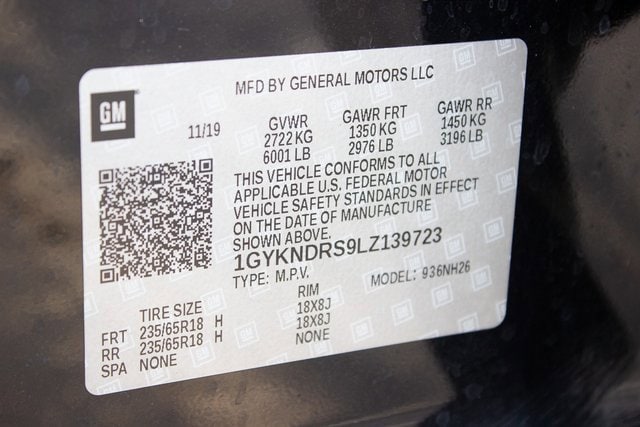 MFD BY GENERAL MOTORS LLC
GM
11/19
GVWR GAWR FRT GAWR RR
2722 KG 1350 KG 1450 KG
6001 LB 2976 LB 3196 LB
THIS VEHICLE CONFORMS TO ALL
APPLICABLE U.S. FEDERAL MOTOR
VEHICLE SAFETY STANDARDS IN EFFECT
ON THE DATE OF MANUFACTURE
SHOWN ABOVE.
1GYKNDRS9LZ139723
TYPE: M.P.V. MODEL: 936NH26
TIRE SIZE RIM
FRT 235/65R18 H 18X8J
RR 235/65R18 H 18X8J
SPA NONE NONE